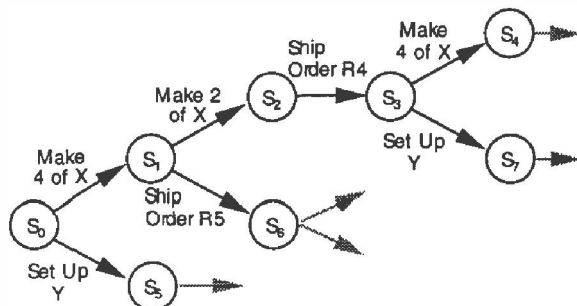 Make
4 of X
S4
Ship
Order R4
Make 2
of X
S2
S3
Set Up
Y
S7
Make
4 of X
S1
Ship
Order R5
S6
S0
Set Up
Y
S5